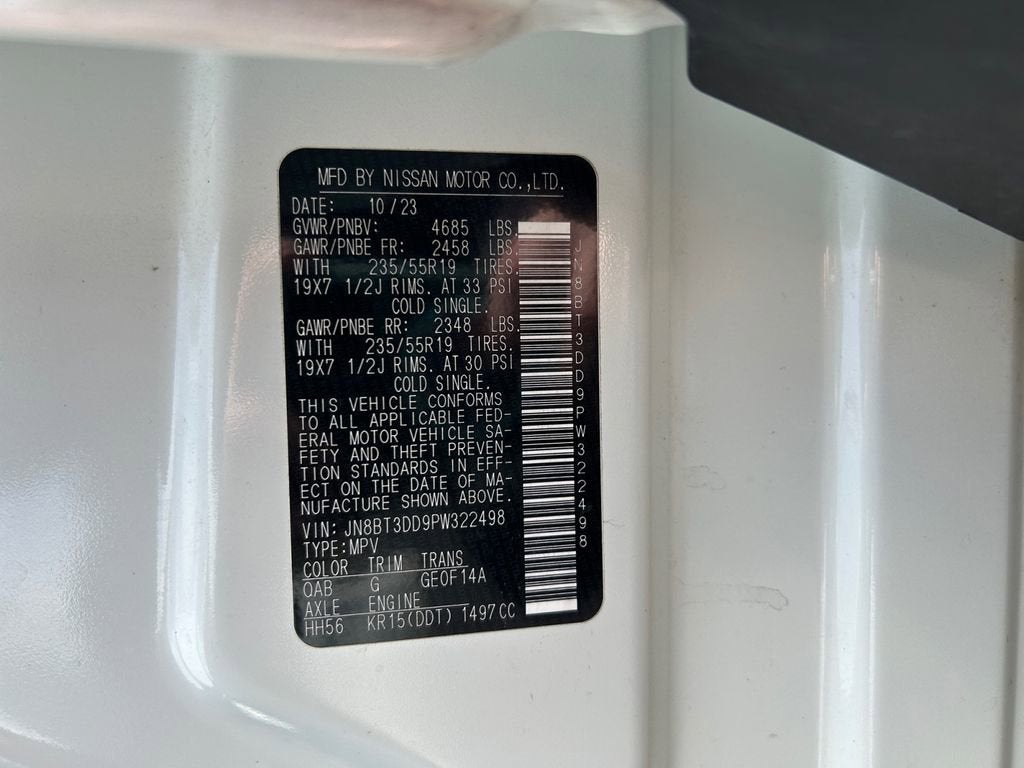 MFD BY NISSAN MOTOR CO.,LTD.
DATE: 10/23
GVWR/PNBV: 4685 LBS.
GAWR/PNBE FR: 2458 LBS.
WITH 235/55R19 TIRES.
19X7 1/2J RIMS. AT 33 PSI
COLD SINGLE.
GAWR/PNBE RR: 2348 LBS.
WITH 235/55R19 TIRES.
19X7 1/2J RIMS. AT 30 PSI
COLD SINGLE.
THIS VEHICLE CONFORMS
TO ALL APPLICABLE FED-
ERAL MOTOR VEHICLE SA-
FETY AND THEFT PREVEN-
TION STANDARDS IN EFF-
ECT ON THE DATE OF MA-
NUFACTURE SHOWN ABOVE.
VIN: JN8BT3DD9PW322498
TYPE:MPV
COLOR TRIM TRANS
QAB G GE0F14A
AXLE ENGINE
HH56 KR15(DDT) 1497CC
JN8BT3DD9PW322498